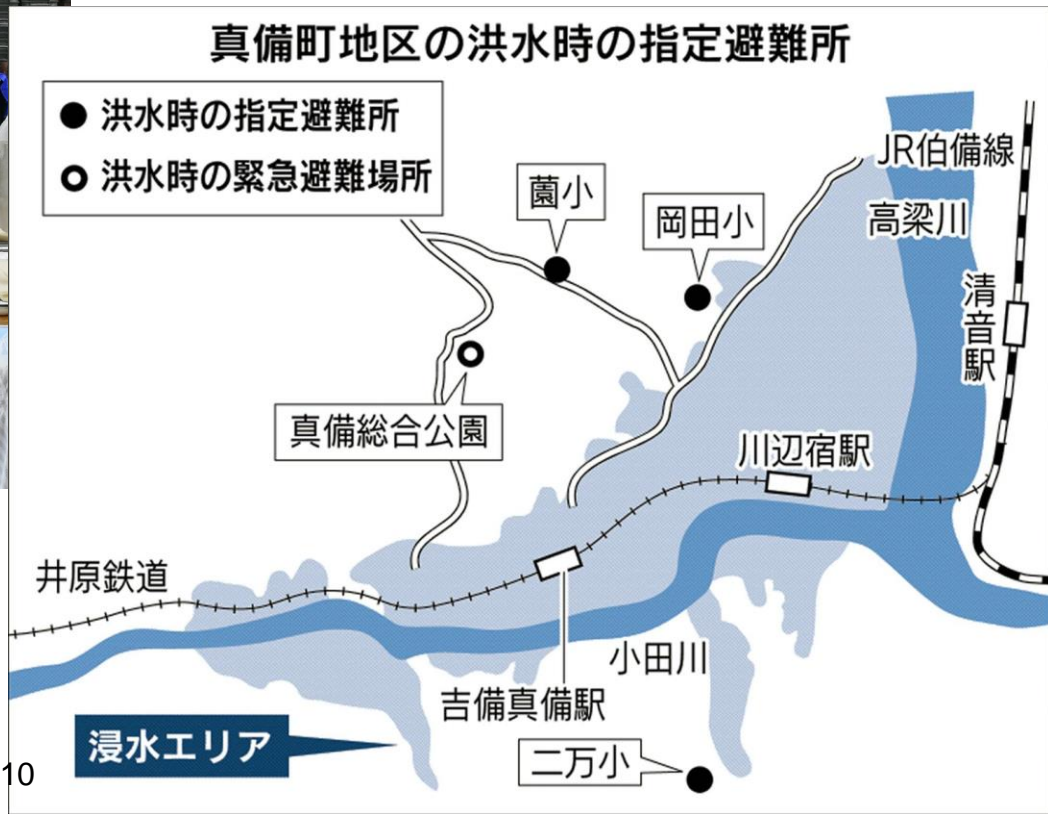 真備町地区の洪水時の指定避難所
● 洪水時の指定避難所
洪水時の緊急避難場所
薗小
岡田小
JR伯備線
高梁川
清音駅
真備総合公園
川辺宿駅
井原鉄道
小田川
吉備真備駅
浸水エリア
二万小
10